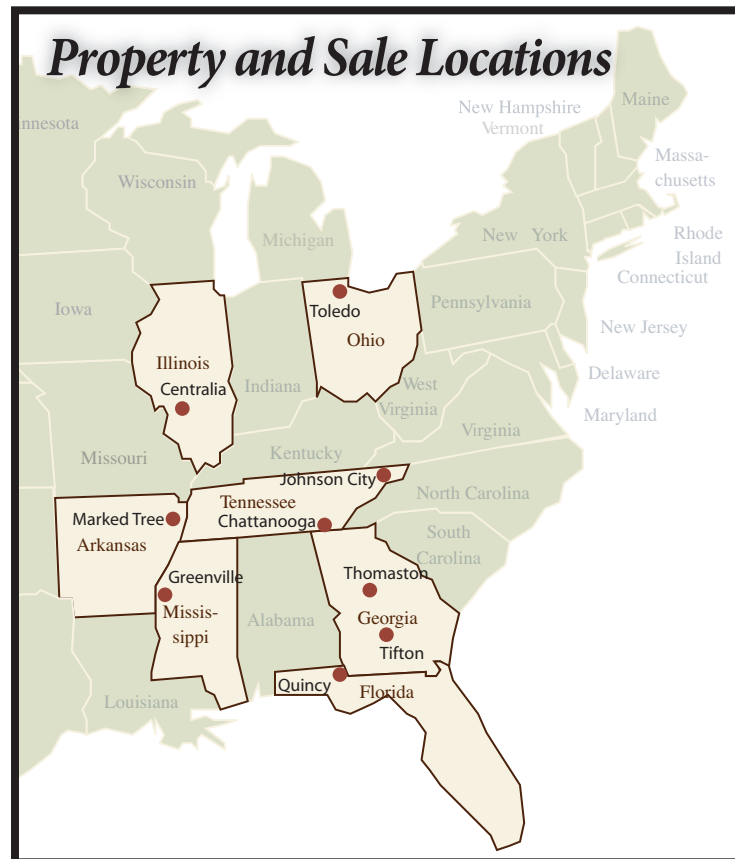 Property and Sale Locations
New Hampshire
Vermont
Maine
nnesota
Massa-
chusetts
Wisconsin
Michigan
New York
Rhode
Island
Connecticut
Iowa
Toledo
Ohio
Pennsylvania
New Jersey
Illinois
Centralia
Indiana
West
Virginia
Delaware
Maryland
Virginia
Missouri
Kentucky
Johnson City
Tennessee
North Carolina
Marked Tree
Chattanooga
Arkansas
South
Carolina
Greenville
Thomaston
Missis-
sippi
Alabama
Georgia
Tifton
Quincy
Florida
Louisiana